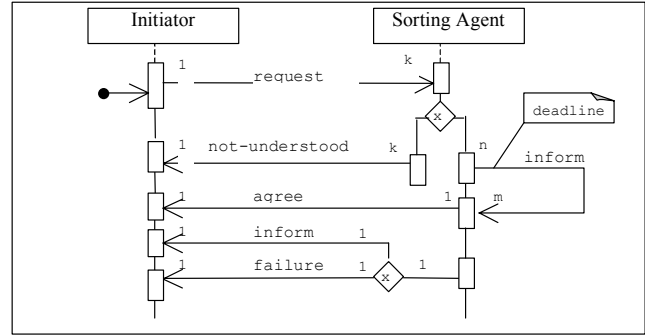 Initiator
Sorting Agent
1
request
k
x
deadline
1
not-understood
k
n
inform
1
agree
1
m
1
inform
1
1
failure
1
x
1